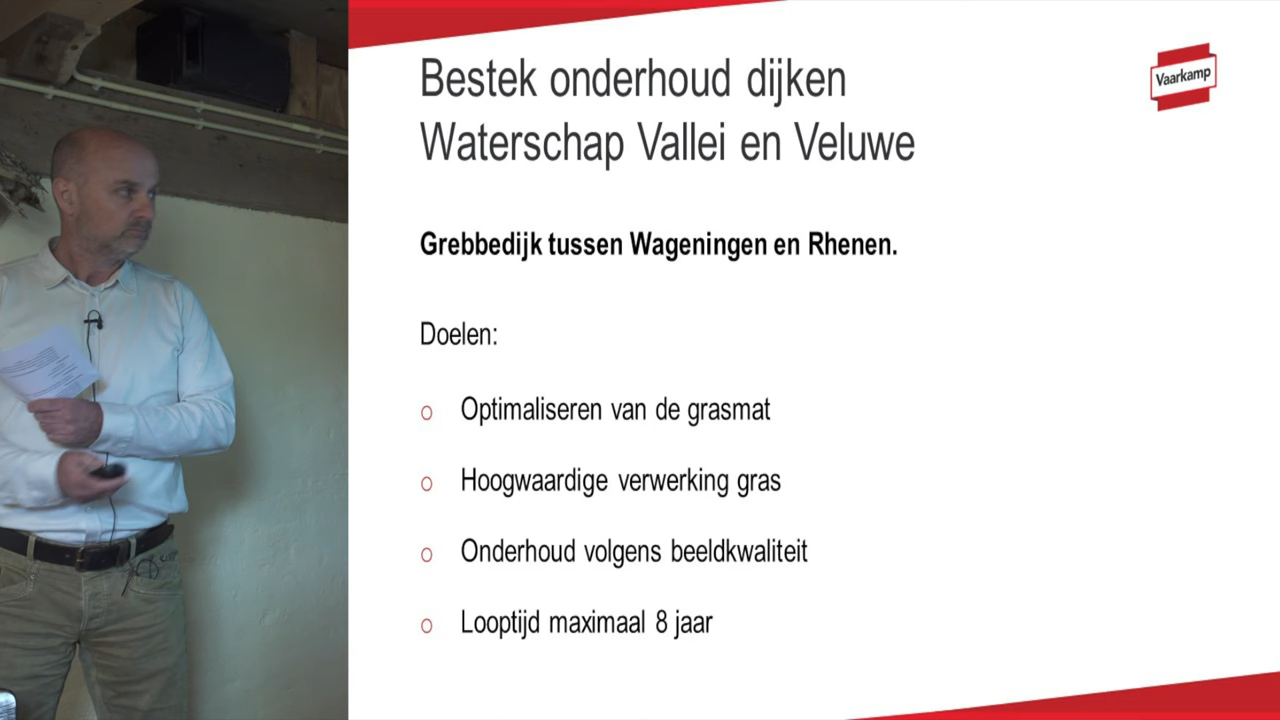 Bestek onderhoud dijken
Waterschap Vallei en Veluwe
Vaarkamp
Grebbedijk tussen Wageningen en Rhenen.
Doelen:
o Optimaliseren van de grasmat
o Hoogwaardige verwerking gras
o Onderhoud volgens beeldkwaliteit
o Looptijd maximaal 8 jaar